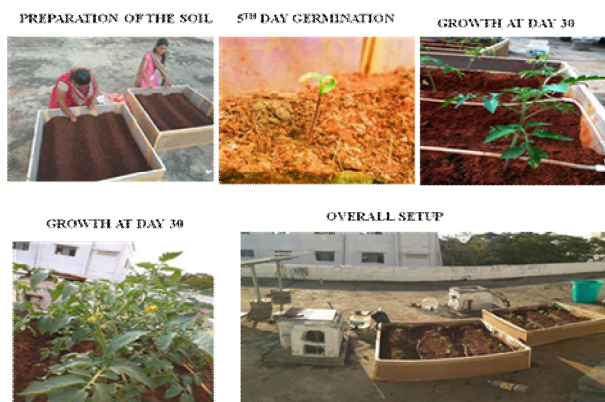 PREPARATION OF THE SOIL
5TH DAY GERMINATION
GROWTH AT DAY 30
GROWTH AT DAY 30
OVERALL SETUP